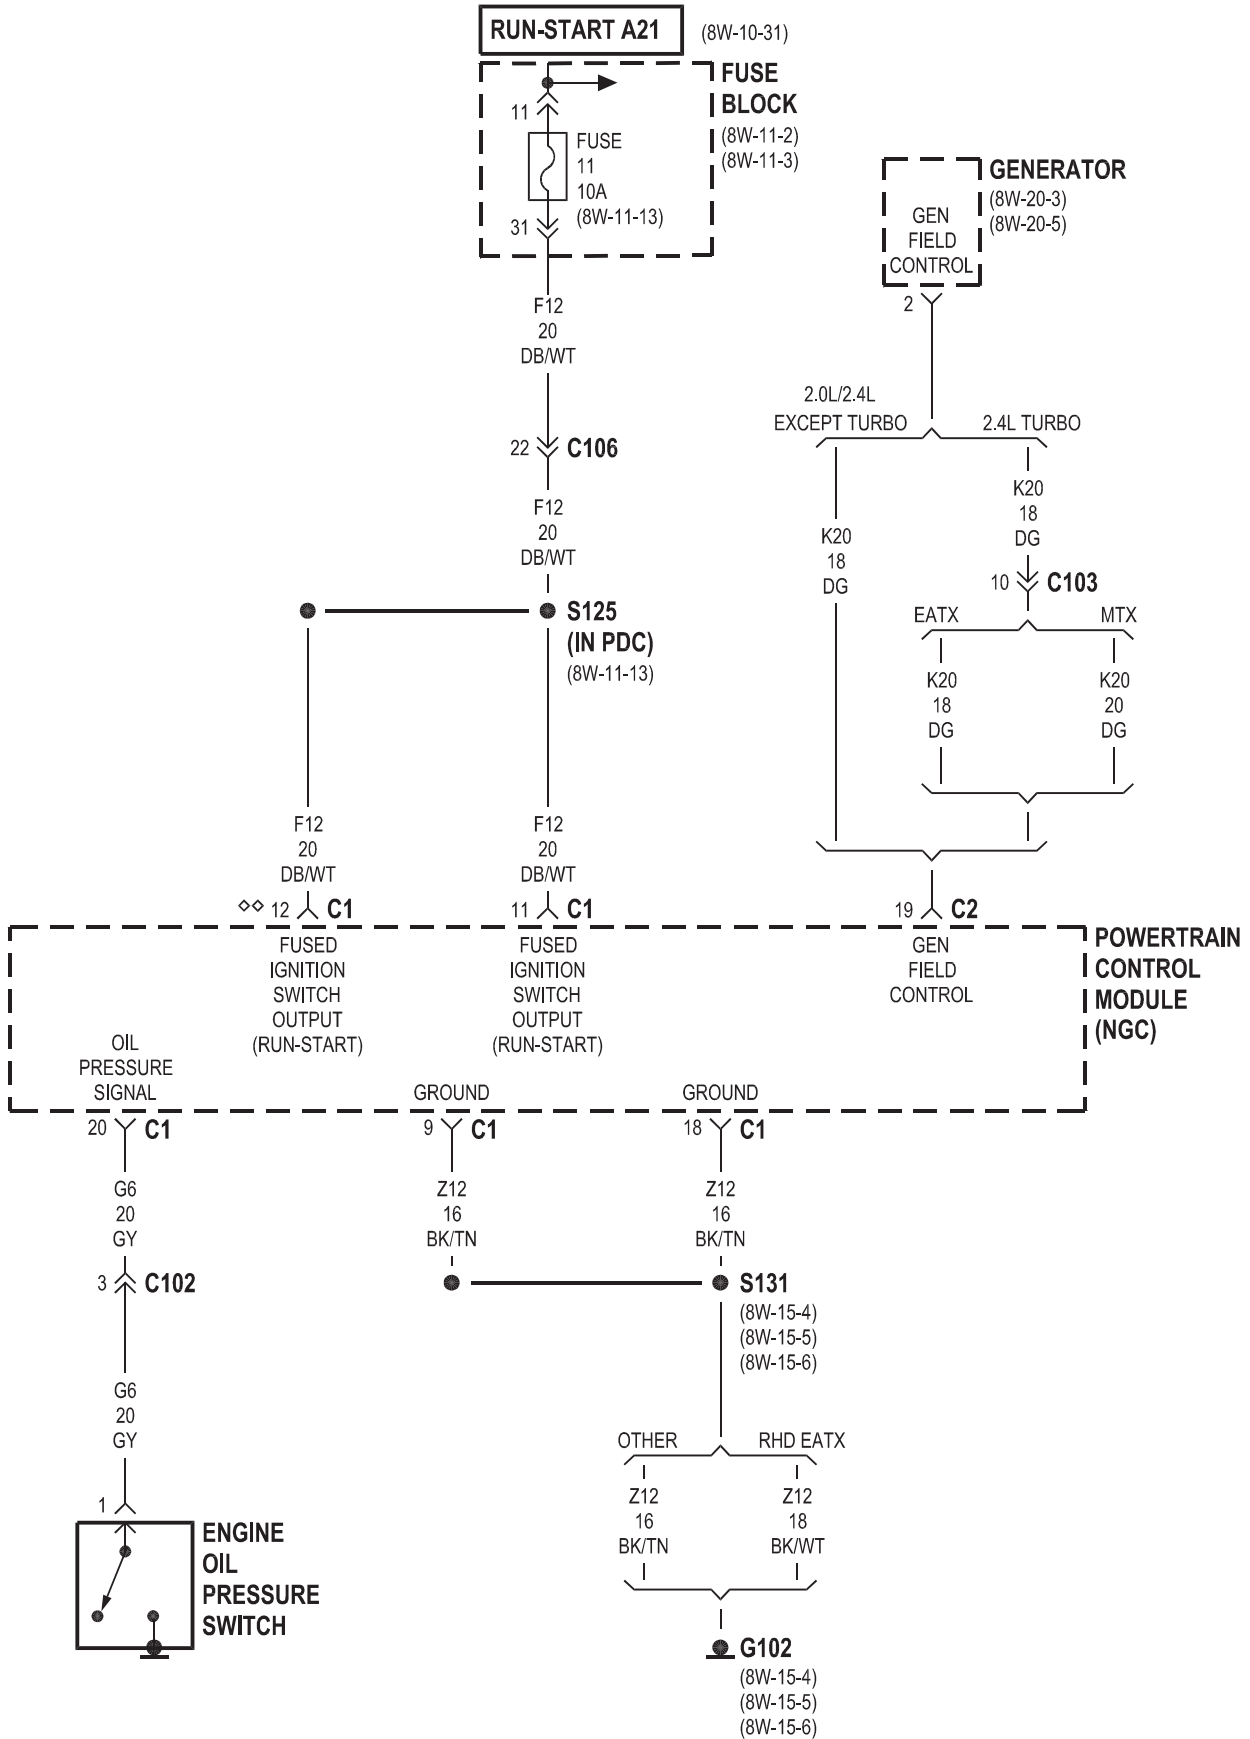 RUN-START A21
(8W-10-31)
FUSE
BLOCK
(8W-11-2)
(8W-11-3)
11
FUSE
11
10A
(8W-11-13)
31
GENERATOR
(8W-20-3)
(8W-20-5)
GEN
FIELD
CONTROL
2
F12
20
DB/WT
2.0L/2.4L
EXCEPT TURBO
2.4L TURBO
22
C106
F12
20
DB/WT
K20
18
DG
K20
18
DG
10
C103
EATX
MTX
K20
18
DG
K20
20
DG
S125
(IN PDC)
(8W-11-13)
F12
20
DB/WT
F12
20
DB/WT
◇◇ 12
C1
11
C1
19
C2
FUSED
IGNITION
SWITCH
OUTPUT
(RUN-START)
FUSED
IGNITION
SWITCH
OUTPUT
(RUN-START)
GEN
FIELD
CONTROL
POWERTRAIN
CONTROL
MODULE
(NGC)
OIL
PRESSURE
SIGNAL
GROUND
GROUND
20
C1
9
C1
18
C1
G6
20
GY
Z12
16
BK/TN
Z12
16
BK/TN
3
C102
S131
(8W-15-4)
(8W-15-5)
(8W-15-6)
G6
20
GY
OTHER
RHD EATX
Z12
16
BK/TN
Z12
18
BK/WT
1
ENGINE
OIL
PRESSURE
SWITCH
G102
(8W-15-4)
(8W-15-5)
(8W-15-6)